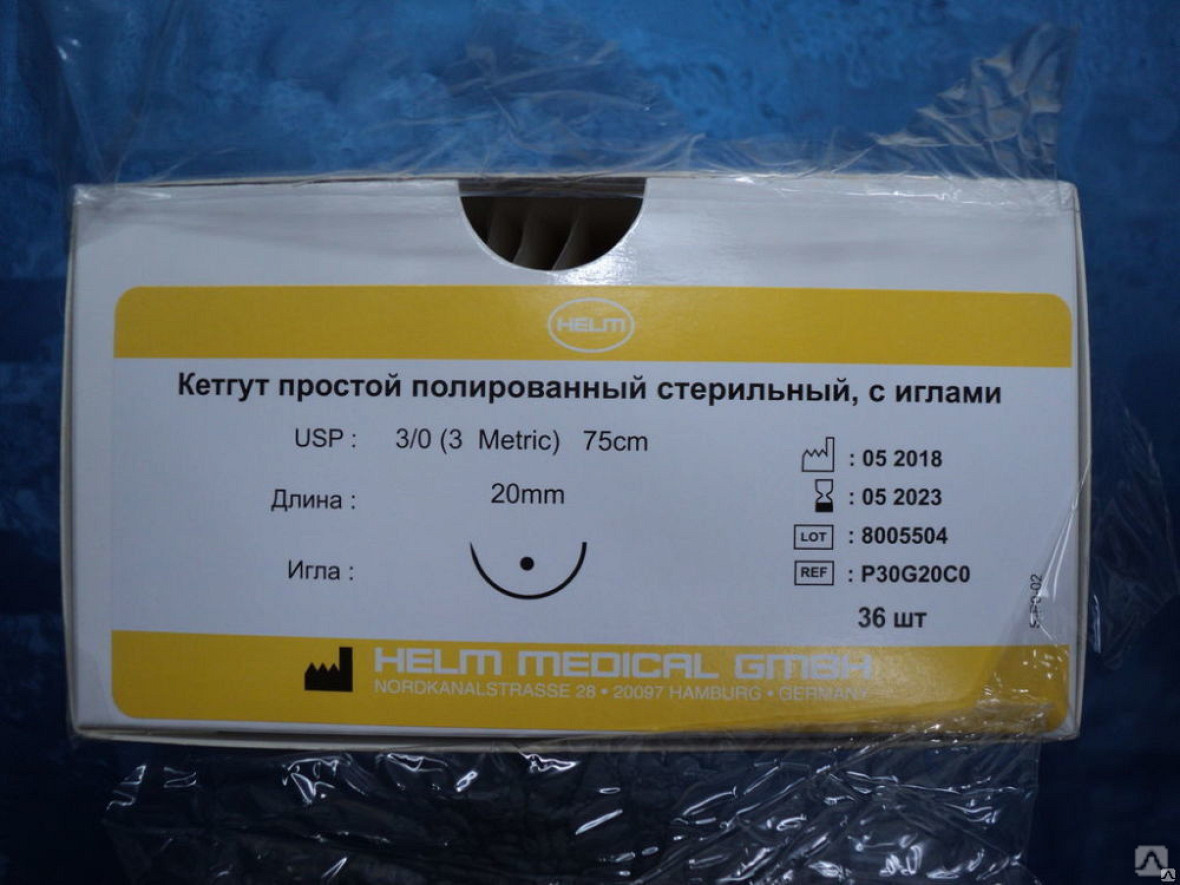 HELM
Кетгут простой полированный стерильный, с иглами
USP : 3/0 (3 Metric) 75cm
Длина : 20mm
Игла :
: 05 2018
: 05 2023
LOT : 8005504
REF : P30G20C0
36 шт
HELM MEDICAL GMBH
NORDKANALSTRASSE 28 • 20097 HAMBURG • GERMANY